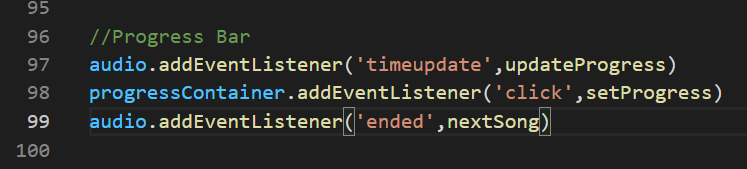 95
96 //Progress Bar
97 audio.addEventListener('timeupdate',updateProgress)
98 progressContainer.addEventListener('click',setProgress)
99 audio.addEventListener('ended',nextSong)
100